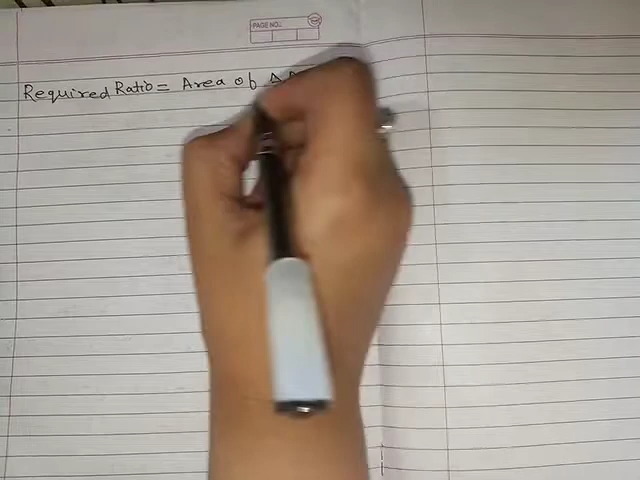 PAGE NO.:
Required Ratio = Area of Δ